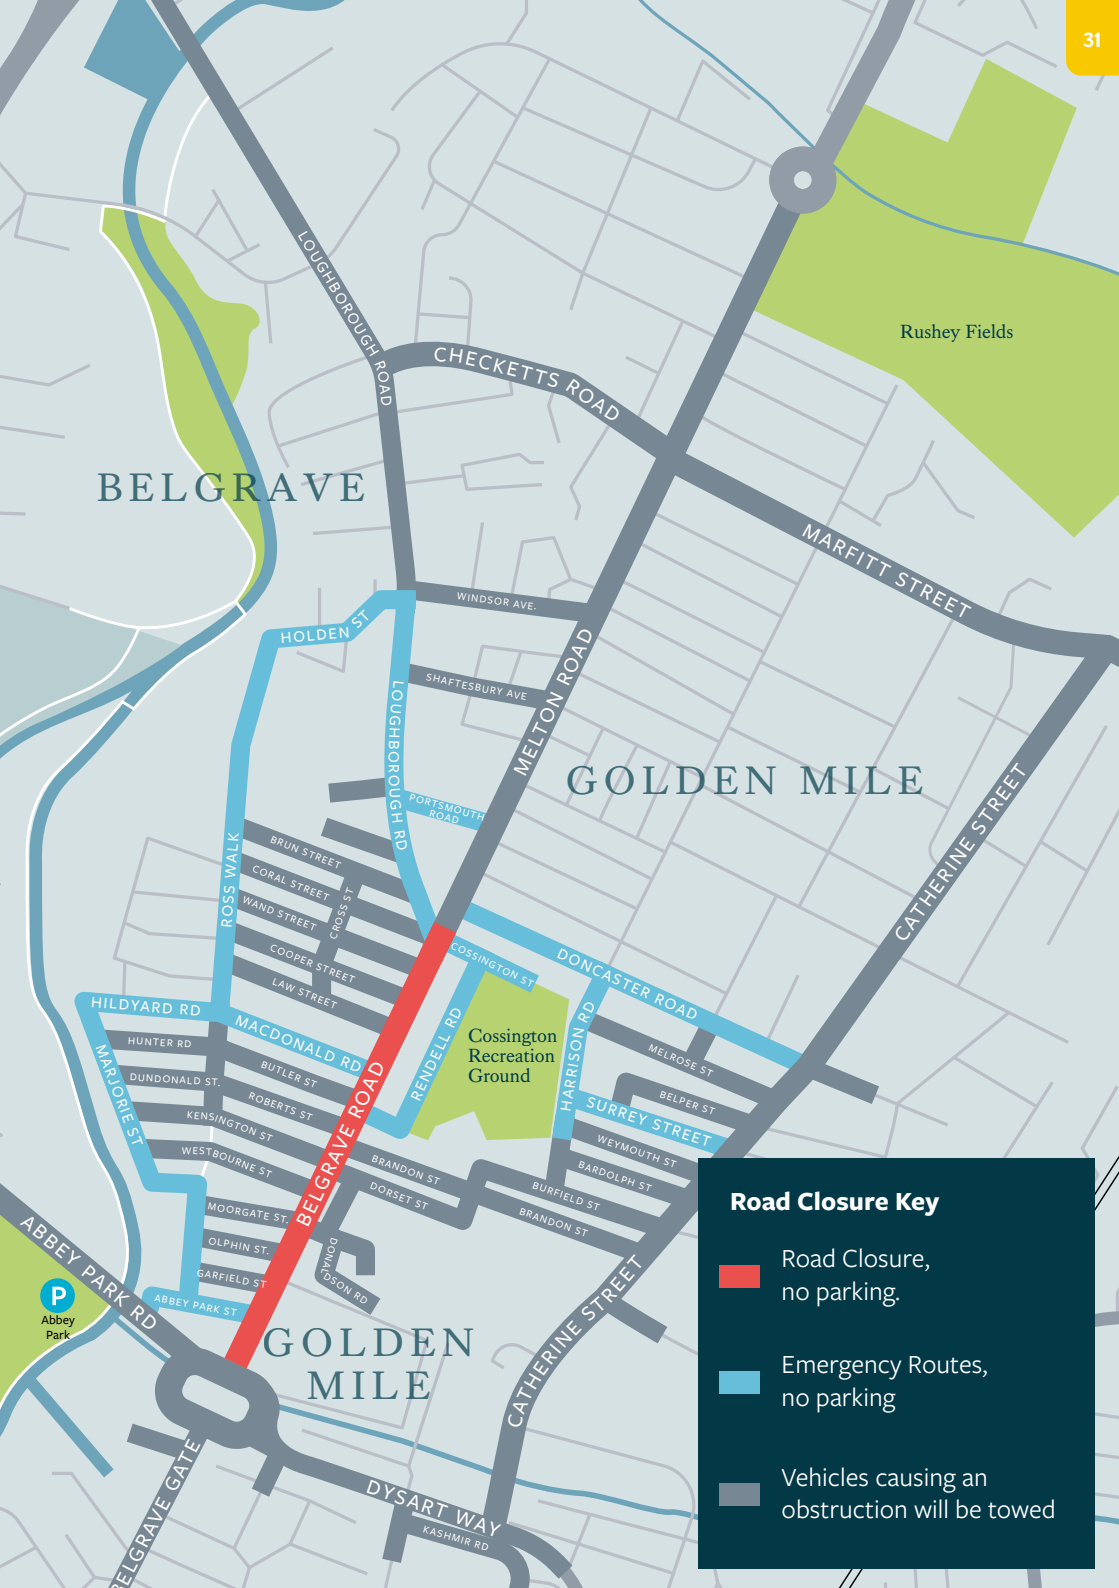 31
LOUGHBOROUGH ROAD
CHECKETTS ROAD
Rushey Fields
BELGRAVE
MARFITT STREET
WINDSOR AVE.
HOLDEN ST
SHAFTESBURY AVE
MELTON ROAD
LOUGHBOROUGH RD
GOLDEN MILE
PORTSMOUTH
ROAD
CATHERINE STREET
ROSS WALK
BRUN STREET
CORAL STREET
CROSS ST
WAND STREET
COOPER STREET
LAW STREET
COSSINGTON ST
DONCASTER ROAD
HILDYARD RD
MACDONALD RD
RENDELL RD
Cossington
Recreation
Ground
HARRISON RD
MELROSE ST
HUNTER RD
BUTLER ST
DUNDONALD ST.
ROBERTS ST
MARJORIE ST
KENSINGTON ST
WESTBOURNE ST
BELPER ST
SURREY STREET
WEYMOUTH ST
BARDOLPH ST
BELGRAVE ROAD
BRANDON ST
DORSET ST
BURFIELD ST
BRANDON ST
MOORGATE ST.
OLPHIN ST.
GARFIELD ST
DONALDSON RD
ABBEY PARK ST
ABBEY PARK RD
P
Abbey
Park
GOLDEN
MILE
CATHERINE STREET
BELGRAVE GATE
DYSART WAY
KASHMIR RD
Road Closure Key
Road Closure,
no parking.
Emergency Routes,
no parking
Vehicles causing an
obstruction will be towed